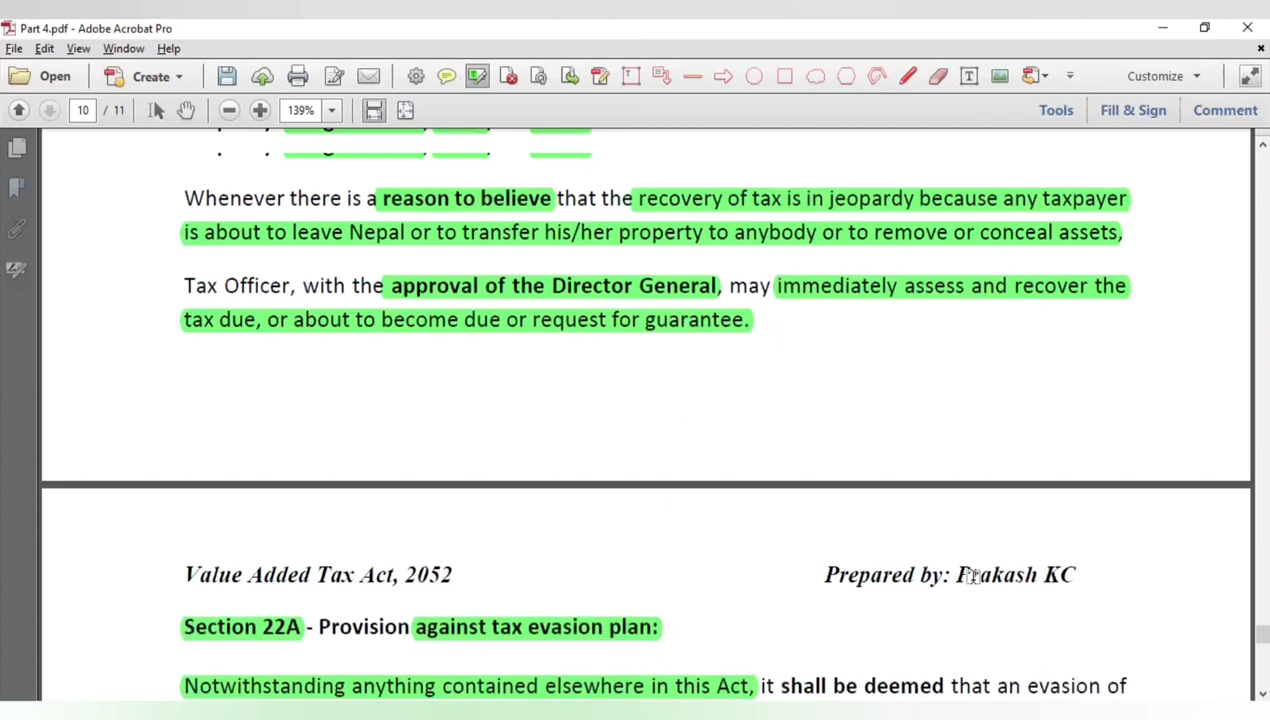 Part 4.pdf - Adobe Acrobat Pro
File Edit View Window Help
Open Create Customize
10 / 11 139% Tools Fill & Sign Comment
Whenever there is a reason to believe that the recovery of tax is in jeopardy because any taxpayer
is about to leave Nepal or to transfer his/her property to anybody or to remove or conceal assets,
Tax Officer, with the approval of the Director General, may immediately assess and recover the
tax due, or about to become due or request for guarantee.
Value Added Tax Act, 2052 Prepared by: Prakash KC
Section 22A - Provision against tax evasion plan:
Notwithstanding anything contained elsewhere in this Act, it shall be deemed that an evasion of